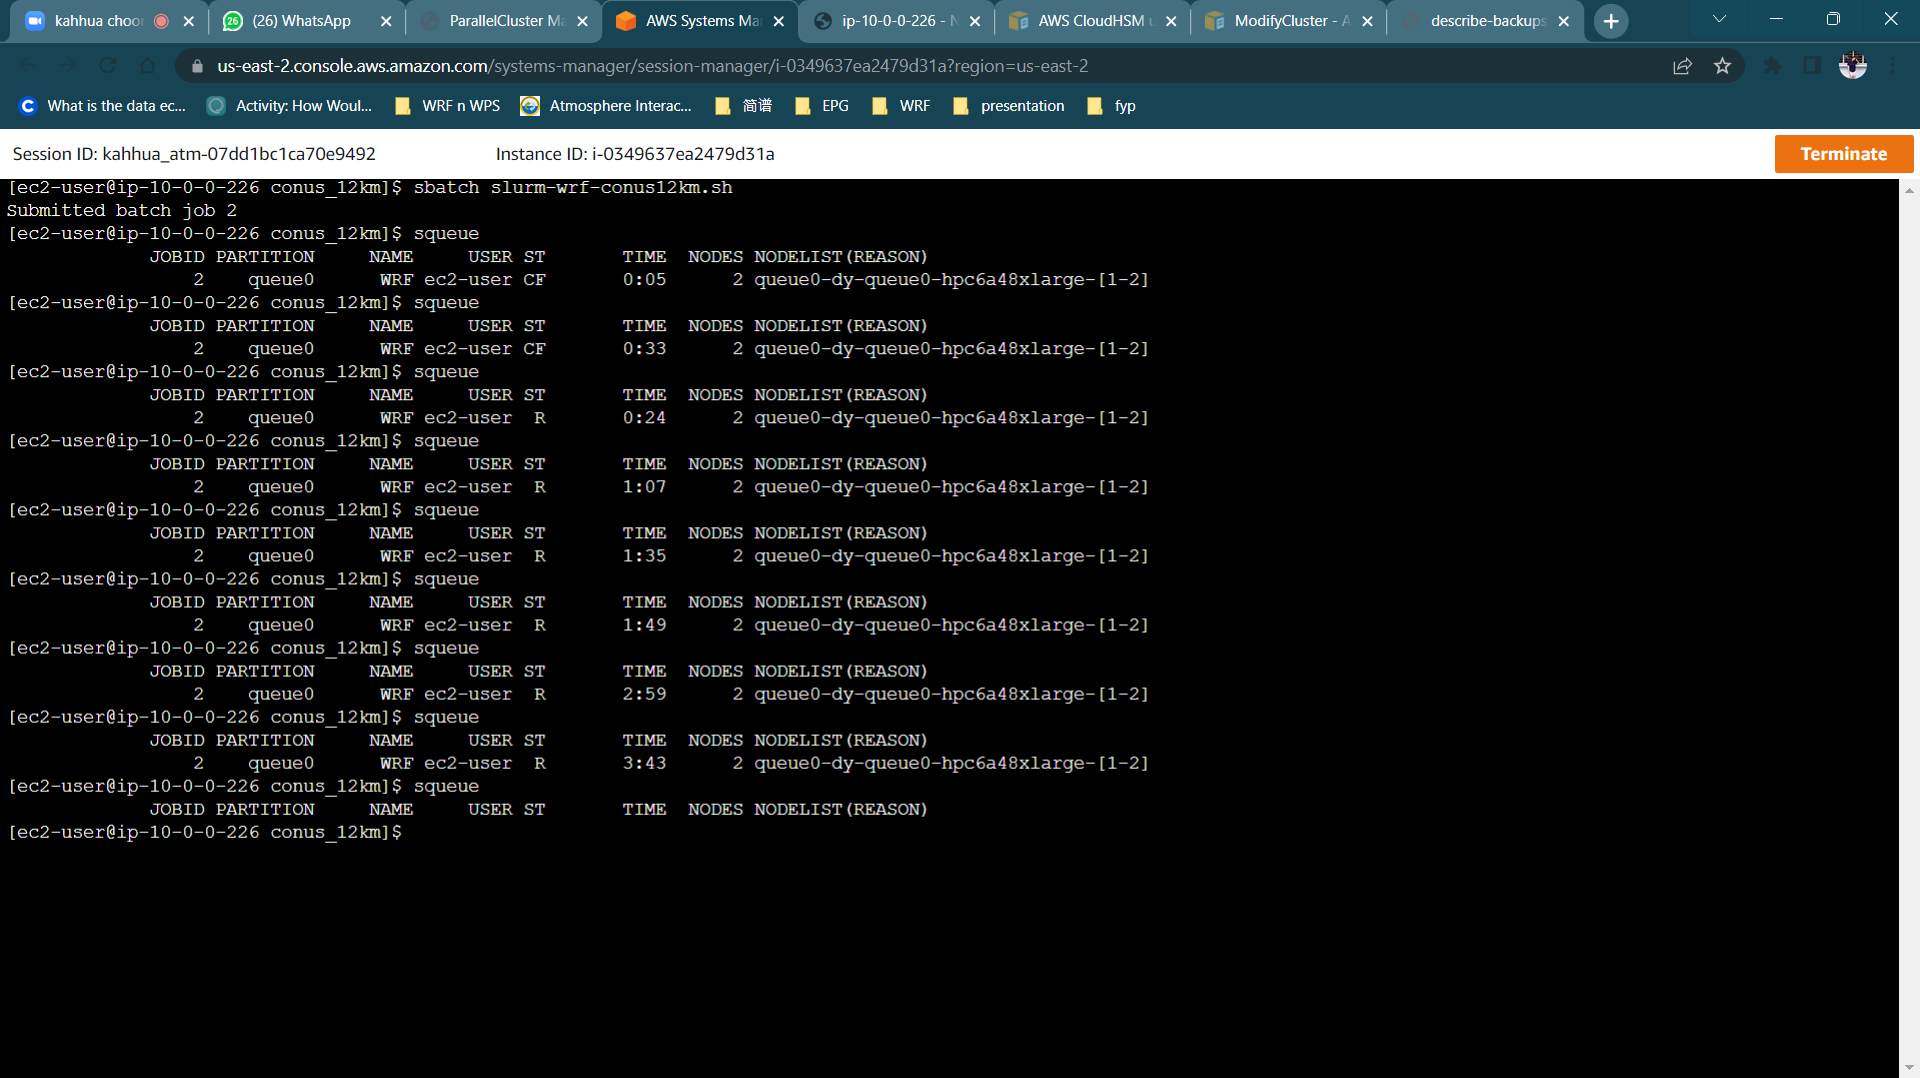 kahhua choo
(26) WhatsApp
ParallelCluster Ma
AWS Systems Ma
ip-10-0-0-226 - N
AWS CloudHSM u
ModifyCluster - A
describe-backups
us-east-2.console.aws.amazon.com/systems-manager/session-manager/i-0349637ea2479d31a?region=us-east-2
What is the data ec...
Activity: How Woul...
WRF n WPS
Atmosphere Interac...
简谱
EPG
WRF
presentation
fyp
Session ID: kahhua_atm-07dd1bc1ca70e9492
Instance ID: i-0349637ea2479d31a
Terminate
[ec2-user@ip-10-0-0-226 conus_12km]$ sbatch slurm-wrf-conus12km.sh
Submitted batch job 2
[ec2-user@ip-10-0-0-226 conus_12km]$ squeue
JOBID PARTITION NAME USER ST TIME NODES NODELIST(REASON)
2 queue0 WRF ec2-user CF 0:05 2 queue0-dy-queue0-hpc6a48xlarge-[1-2]
[ec2-user@ip-10-0-0-226 conus_12km]$ squeue
JOBID PARTITION NAME USER ST TIME NODES NODELIST(REASON)
2 queue0 WRF ec2-user CF 0:33 2 queue0-dy-queue0-hpc6a48xlarge-[1-2]
[ec2-user@ip-10-0-0-226 conus_12km]$ squeue
JOBID PARTITION NAME USER ST TIME NODES NODELIST(REASON)
2 queue0 WRF ec2-user R 0:24 2 queue0-dy-queue0-hpc6a48xlarge-[1-2]
[ec2-user@ip-10-0-0-226 conus_12km]$ squeue
JOBID PARTITION NAME USER ST TIME NODES NODELIST(REASON)
2 queue0 WRF ec2-user R 1:07 2 queue0-dy-queue0-hpc6a48xlarge-[1-2]
[ec2-user@ip-10-0-0-226 conus_12km]$ squeue
JOBID PARTITION NAME USER ST TIME NODES NODELIST(REASON)
2 queue0 WRF ec2-user R 1:35 2 queue0-dy-queue0-hpc6a48xlarge-[1-2]
[ec2-user@ip-10-0-0-226 conus_12km]$ squeue
JOBID PARTITION NAME USER ST TIME NODES NODELIST(REASON)
2 queue0 WRF ec2-user R 1:49 2 queue0-dy-queue0-hpc6a48xlarge-[1-2]
[ec2-user@ip-10-0-0-226 conus_12km]$ squeue
JOBID PARTITION NAME USER ST TIME NODES NODELIST(REASON)
2 queue0 WRF ec2-user R 2:59 2 queue0-dy-queue0-hpc6a48xlarge-[1-2]
[ec2-user@ip-10-0-0-226 conus_12km]$ squeue
JOBID PARTITION NAME USER ST TIME NODES NODELIST(REASON)
2 queue0 WRF ec2-user R 3:43 2 queue0-dy-queue0-hpc6a48xlarge-[1-2]
[ec2-user@ip-10-0-0-226 conus_12km]$ squeue
JOBID PARTITION NAME USER ST TIME NODES NODELIST(REASON)
[ec2-user@ip-10-0-0-226 conus_12km]$